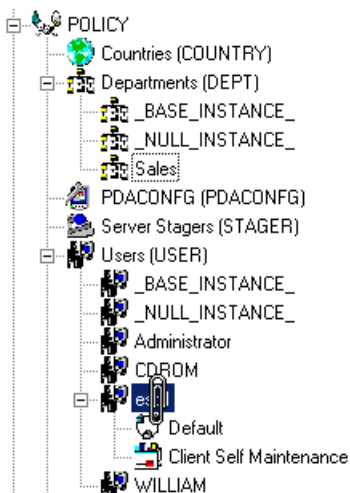 POLICY
Countries (COUNTRY)
Departments (DEPT)
_BASE_INSTANCE_
_NULL_INSTANCE_
Sales
PDACONFG (PDACONFG)
Server Stagers (STAGER)
Users (USER)
_BASE_INSTANCE_
_NULL_INSTANCE_
Administrator
CDROM
Default
Client Self Maintenance
WILLIAM